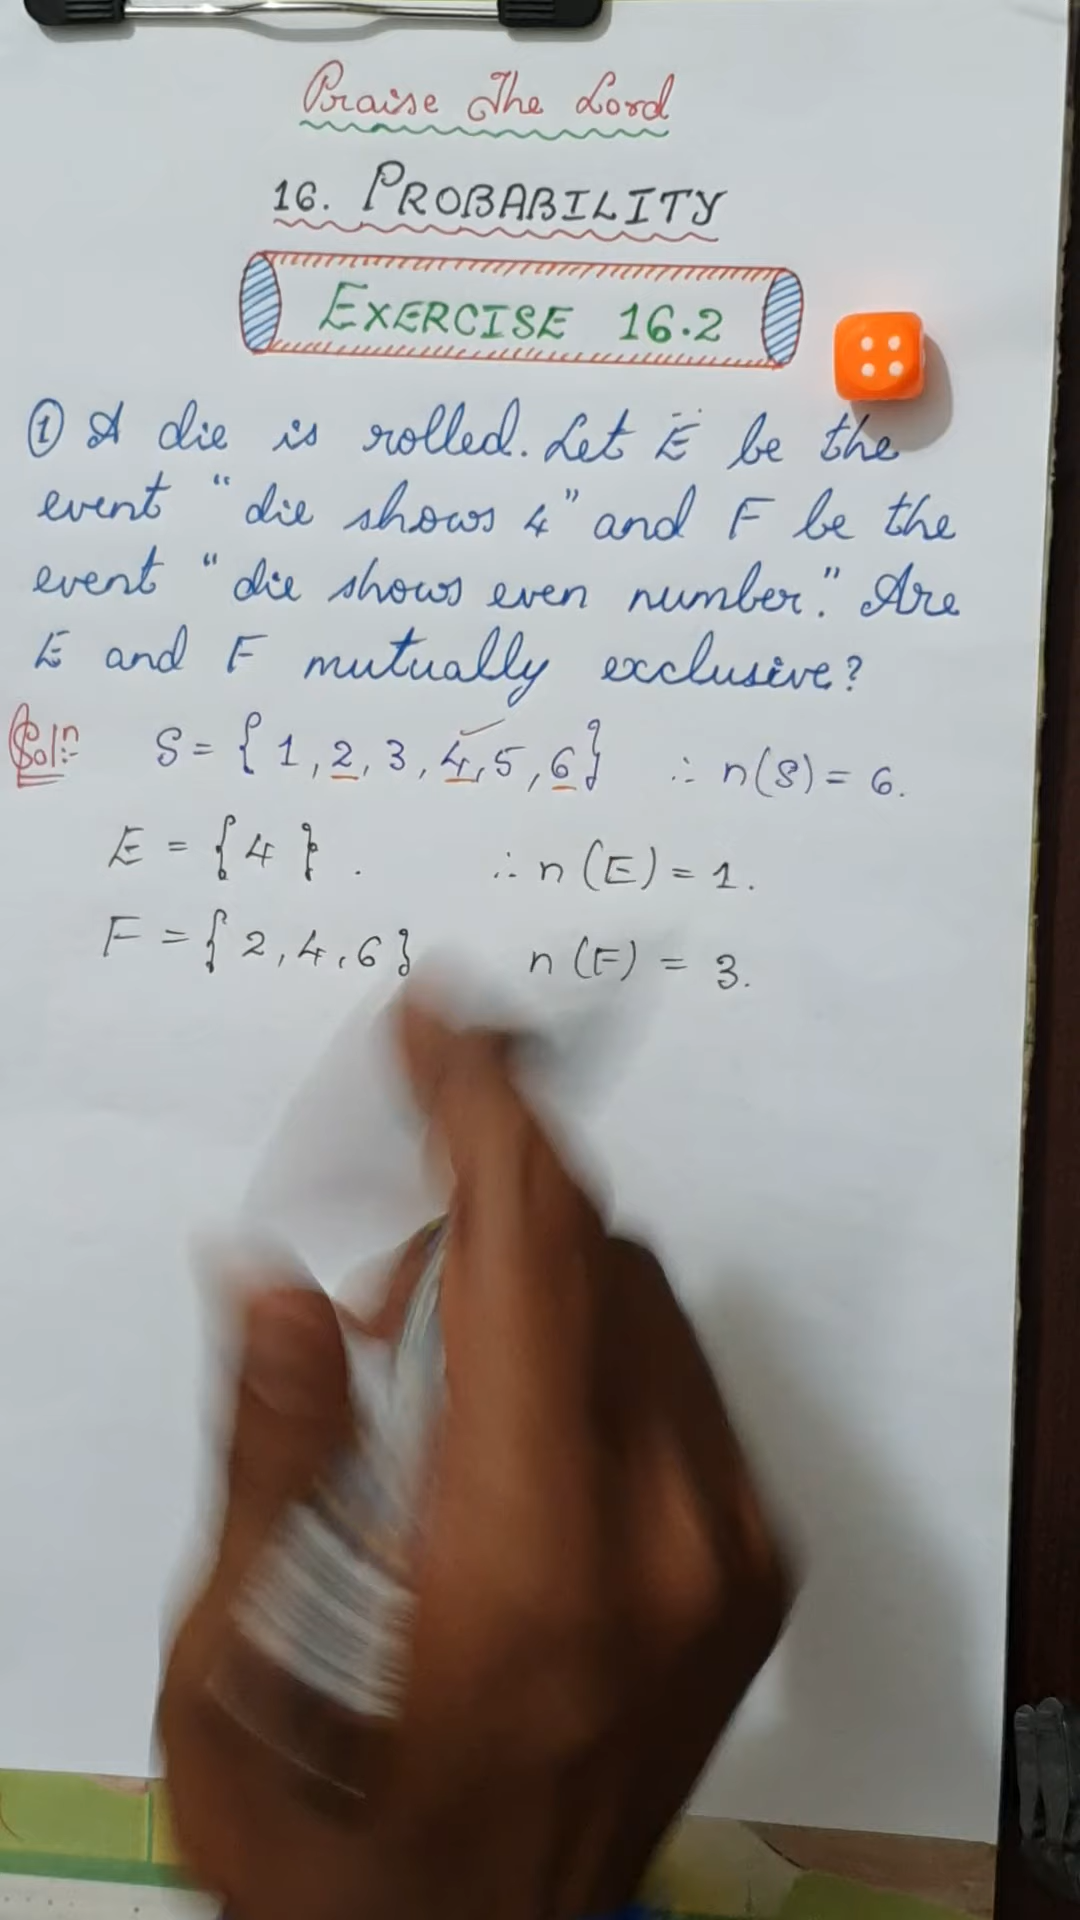 Praise The Lord
16. PROBABILITY
EXERCISE 16.2
① A die is rolled. Let E be the
event "die shows 4" and F be the
event "die shows even number." Are
E and F mutually exclusive?
Solⁿ:- S = {1, 2, 3, 4, 5, 6} ∴ n(S) = 6.
E = {4}. ∴ n(E) = 1.
F = {2, 4, 6} n(F) = 3.